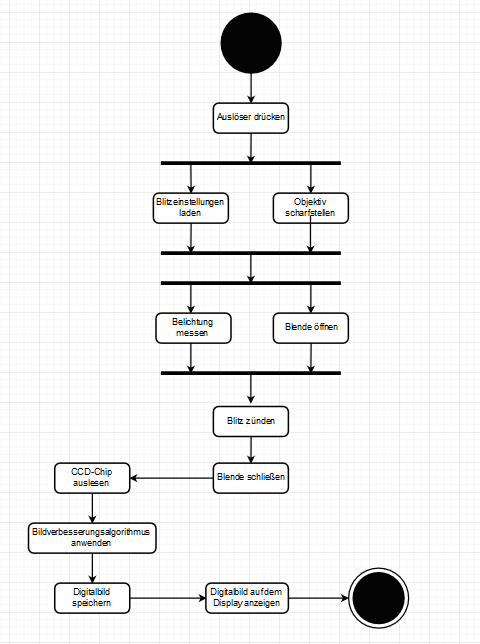 Auslöser drücken
Blitzeinstellungen
laden
Objektiv
scharfstellen
Belichtung
messen
Blende öffnen
Blitz zünden
Blende schließen
CCD-Chip
auslesen
Bildverbesserungsalgorithmus
anwenden
Digitalbild
speichern
Digitalbild auf dem
Display anzeigen